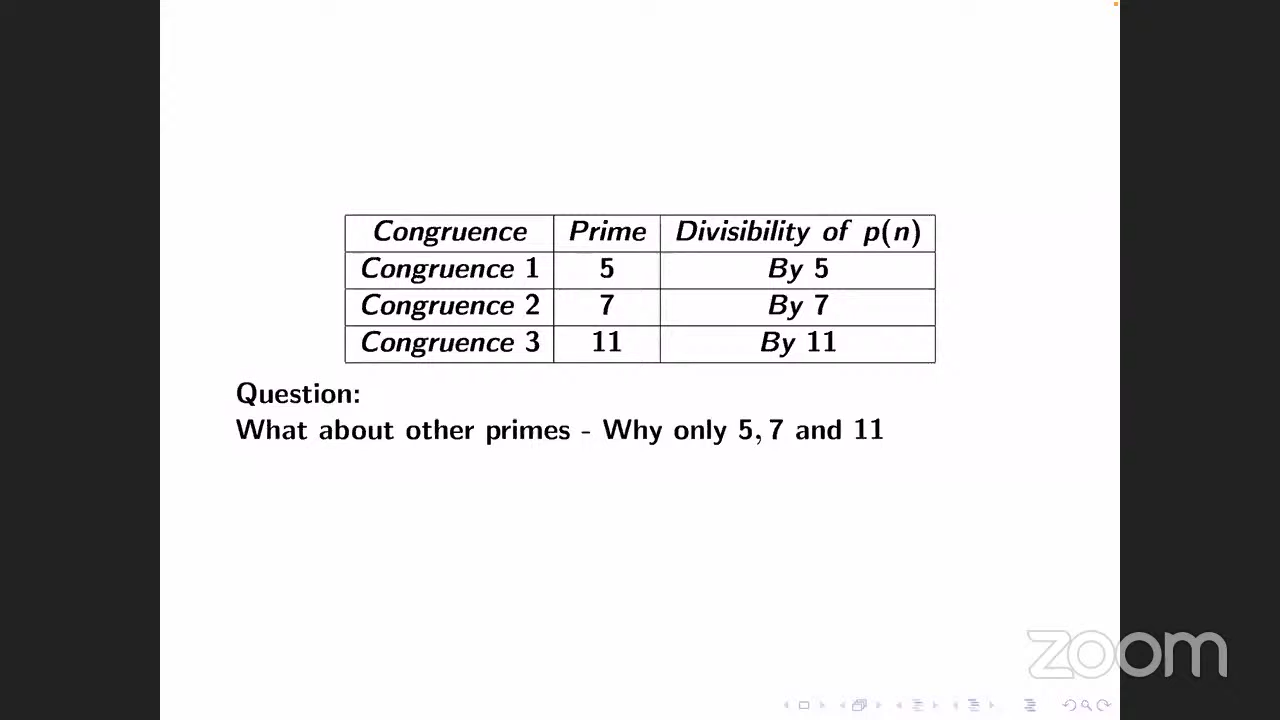 Congruence Prime Divisibility of p(n)
Congruence 1 5 By 5
Congruence 2 7 By 7
Congruence 3 11 By 11
Question:
What about other primes - Why only 5, 7 and 11
zoom